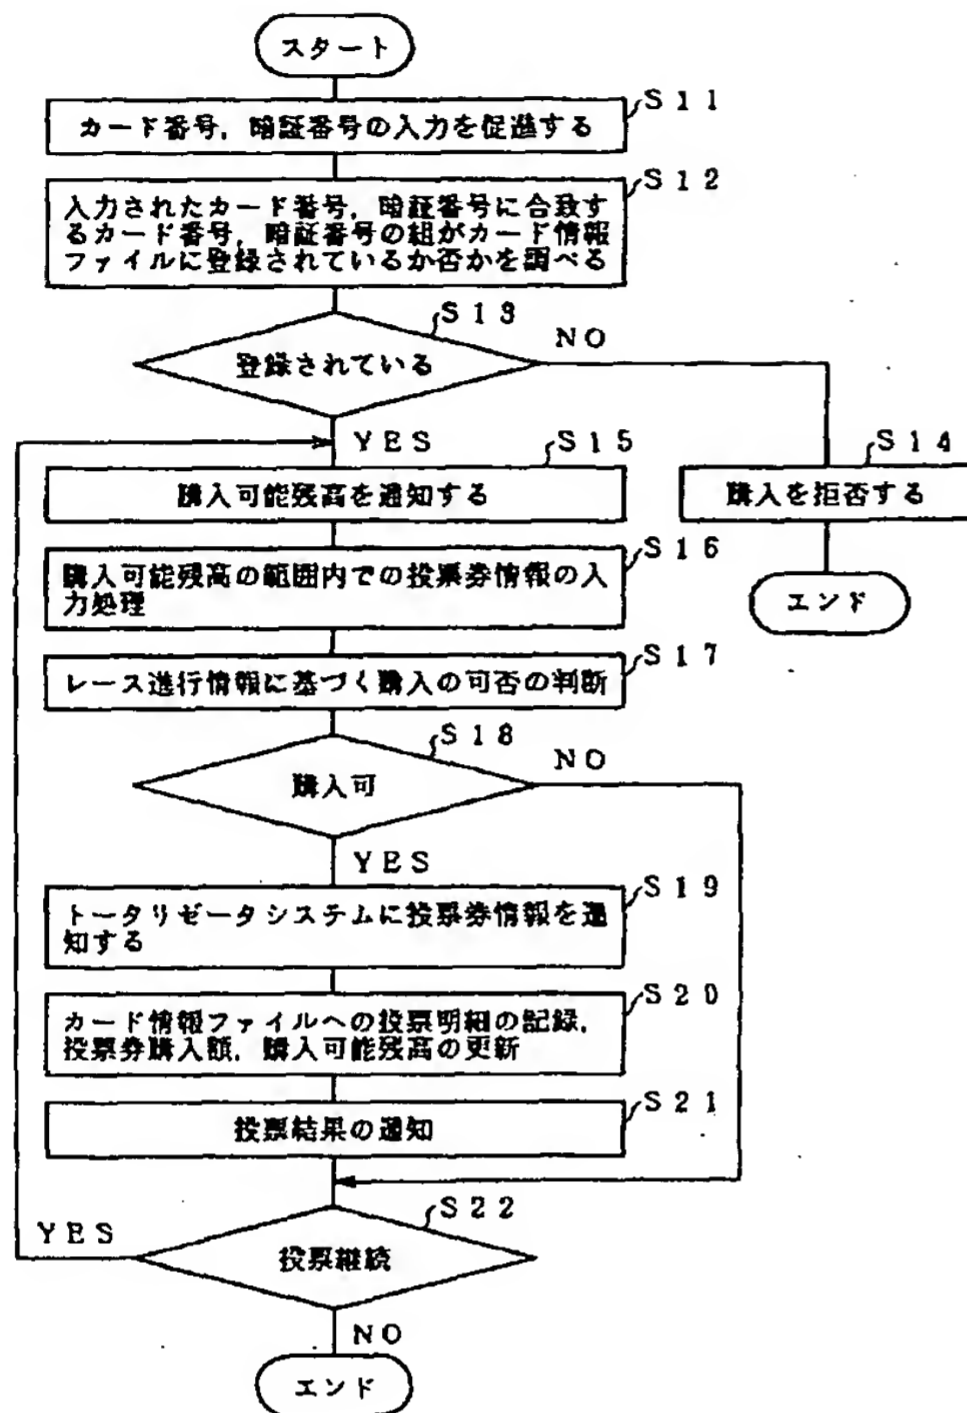 スタート
S11
カード番号，暗証番号の入力を促進する
S12
入力されたカード番号，暗証番号に合致す
るカード番号，暗証番号の組がカード情報
ファイルに登録されているか否かを調べる
S13
登録されている
NO
YES
S15
購入可能残高を通知する
S14
購入を拒否する
エンド
S16
購入可能残高の範囲内での投票券情報の入
力処理
S17
レース進行情報に基づく購入の可否の判断
S18
購入可
NO
YES
S19
トータリゼータシステムに投票券情報を通
知する
S20
カード情報ファイルへの投票明細の記録，
投票券購入額，購入可能残高の更新
S21
投票結果の通知
S22
投票継続
YES
NO
エンド